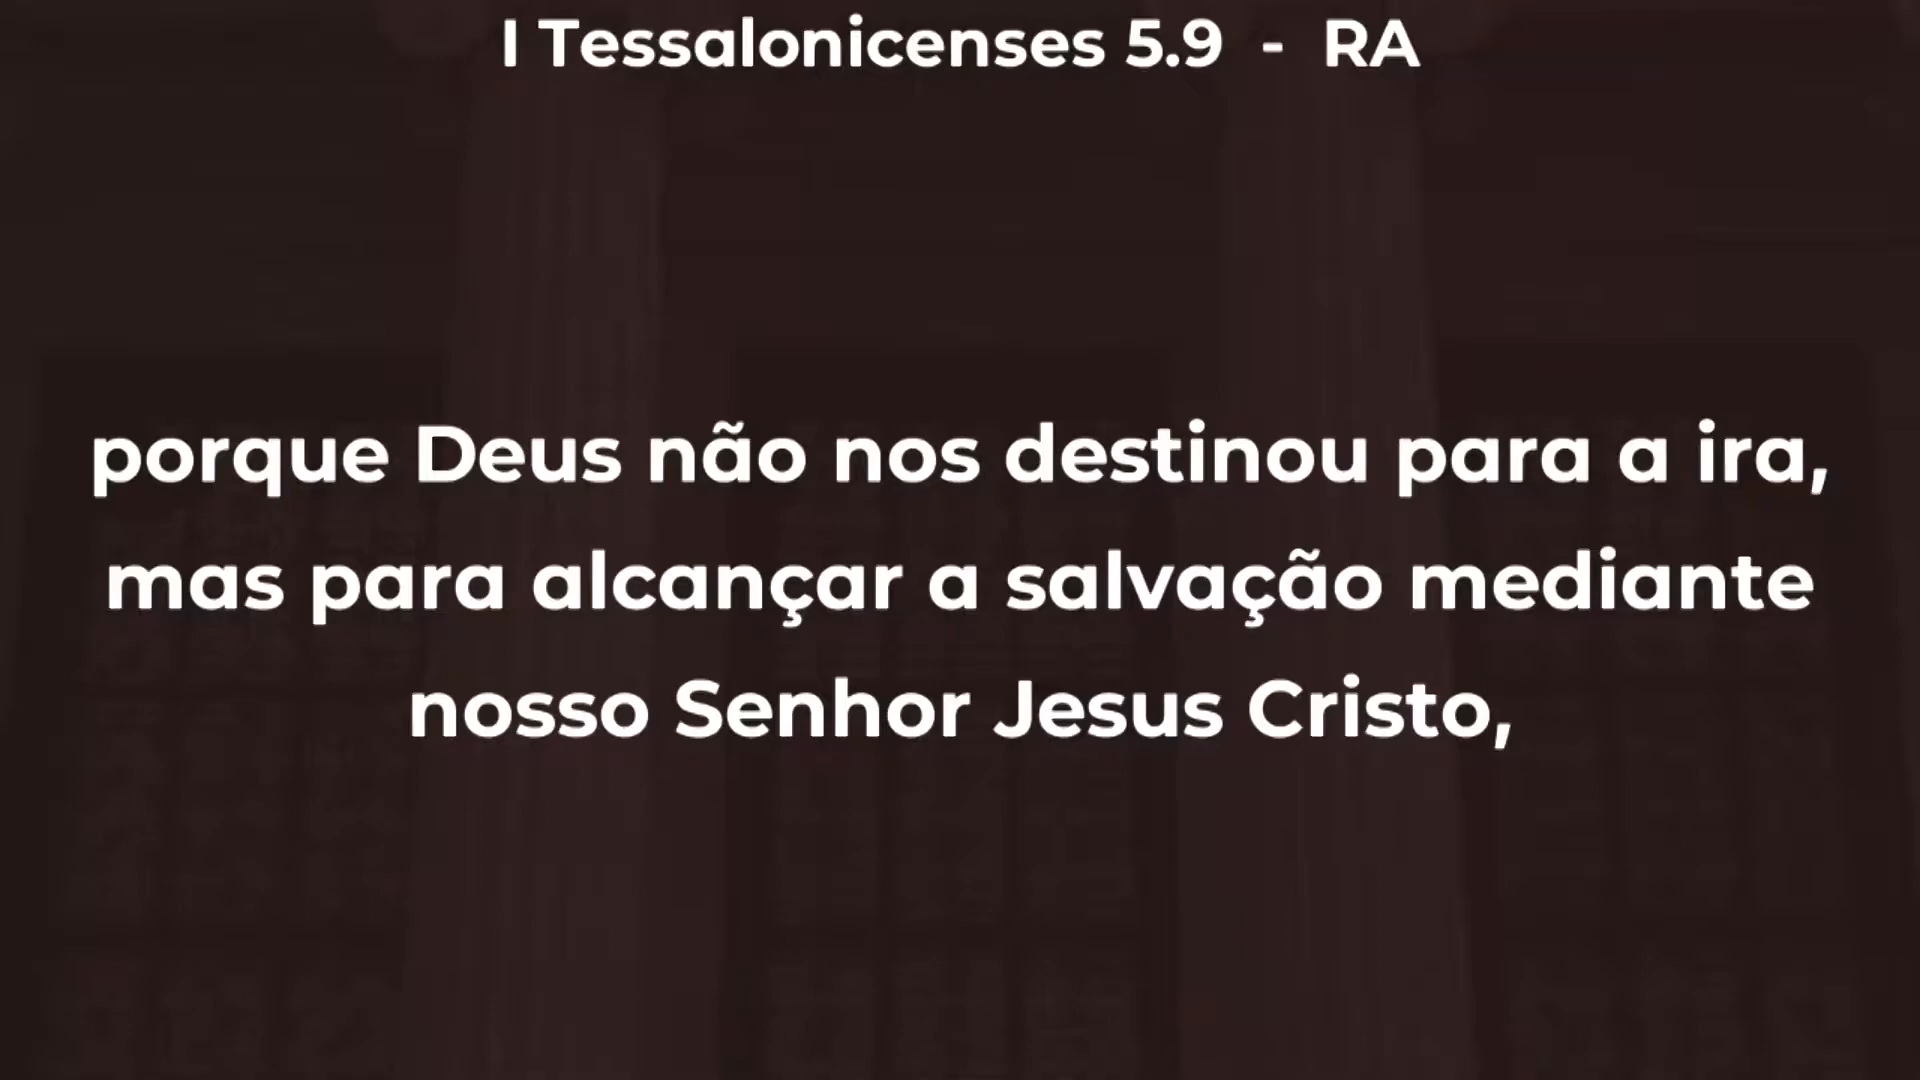 I Tessalonicenses 5.9 - RA
porque Deus não nos destinou para a ira,
mas para alcançar a salvação mediante
nosso Senhor Jesus Cristo,